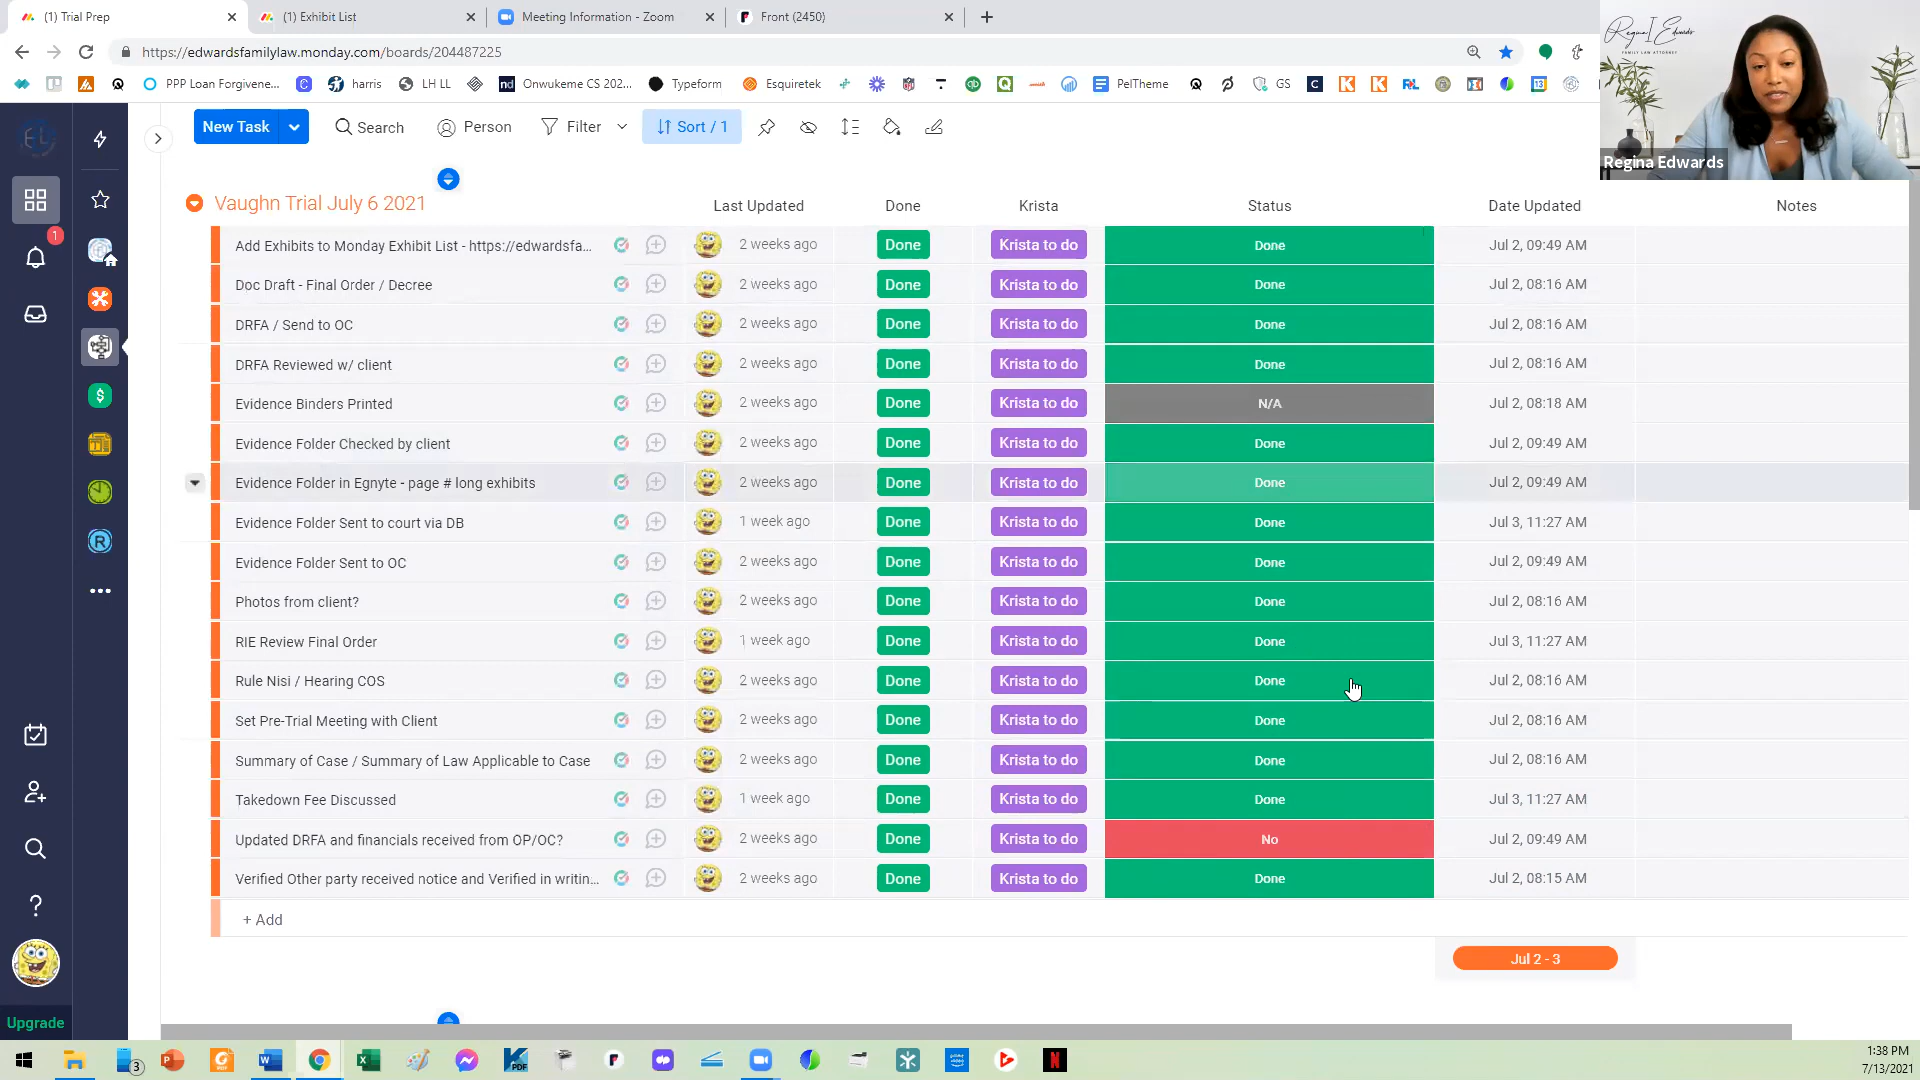 (1) Trial Prep
(1) Exhibit List
Meeting Information - Zoom
Front (2450)
https://edwardsfamilylaw.monday.com/boards/204487225
PPP Loan Forgivene...
harris
LH LL
Onwukeme CS 202...
Typeform
Esquiretek
PelTheme
GS
Regina Edwards
New Task
Search
Person
Filter
Sort / 1
Vaughn Trial July 6 2021
Last Updated
Done
Krista
Status
Date Updated
Notes
Add Exhibits to Monday Exhibit List - https://edwardsfa... 2 weeks ago Done Krista to do Done Jul 2, 09:49 AM
Doc Draft - Final Order / Decree 2 weeks ago Done Krista to do Done Jul 2, 08:16 AM
DRFA / Send to OC 2 weeks ago Done Krista to do Done Jul 2, 08:16 AM
DRFA Reviewed w/ client 2 weeks ago Done Krista to do Done Jul 2, 08:16 AM
Evidence Binders Printed 2 weeks ago Done Krista to do N/A Jul 2, 08:18 AM
Evidence Folder Checked by client 2 weeks ago Done Krista to do Done Jul 2, 09:49 AM
Evidence Folder in Egnyte - page # long exhibits 2 weeks ago Done Krista to do Done Jul 2, 09:49 AM
Evidence Folder Sent to court via DB 1 week ago Done Krista to do Done Jul 3, 11:27 AM
Evidence Folder Sent to OC 2 weeks ago Done Krista to do Done Jul 2, 09:49 AM
Photos from client? 2 weeks ago Done Krista to do Done Jul 2, 08:16 AM
RIE Review Final Order 1 week ago Done Krista to do Done Jul 3, 11:27 AM
Rule Nisi / Hearing COS 2 weeks ago Done Krista to do Done Jul 2, 08:16 AM
Set Pre-Trial Meeting with Client 2 weeks ago Done Krista to do Done Jul 2, 08:16 AM
Summary of Case / Summary of Law Applicable to Case 2 weeks ago Done Krista to do Done Jul 2, 08:16 AM
Takedown Fee Discussed 1 week ago Done Krista to do Done Jul 3, 11:27 AM
Updated DRFA and financials received from OP/OC? 2 weeks ago Done Krista to do No Jul 2, 09:49 AM
Verified Other party received notice and Verified in writin... 2 weeks ago Done Krista to do Done Jul 2, 08:15 AM
+ Add
Jul 2 - 3
Upgrade
1:38 PM
7/13/2021